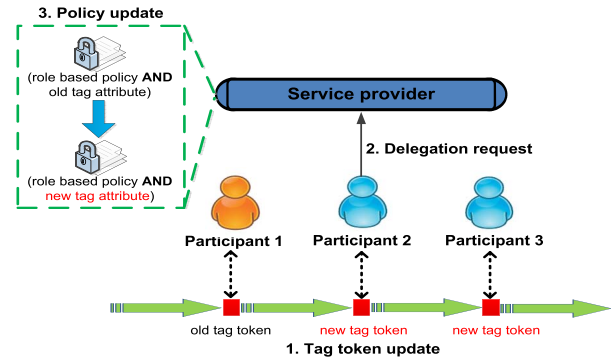 3. Policy update
(role based policy AND
old tag attribute)
(role based policy AND
new tag attribute)
Service provider
2. Delegation request
Participant 1
Participant 2
Participant 3
old tag token
new tag token
new tag token
1. Tag token update